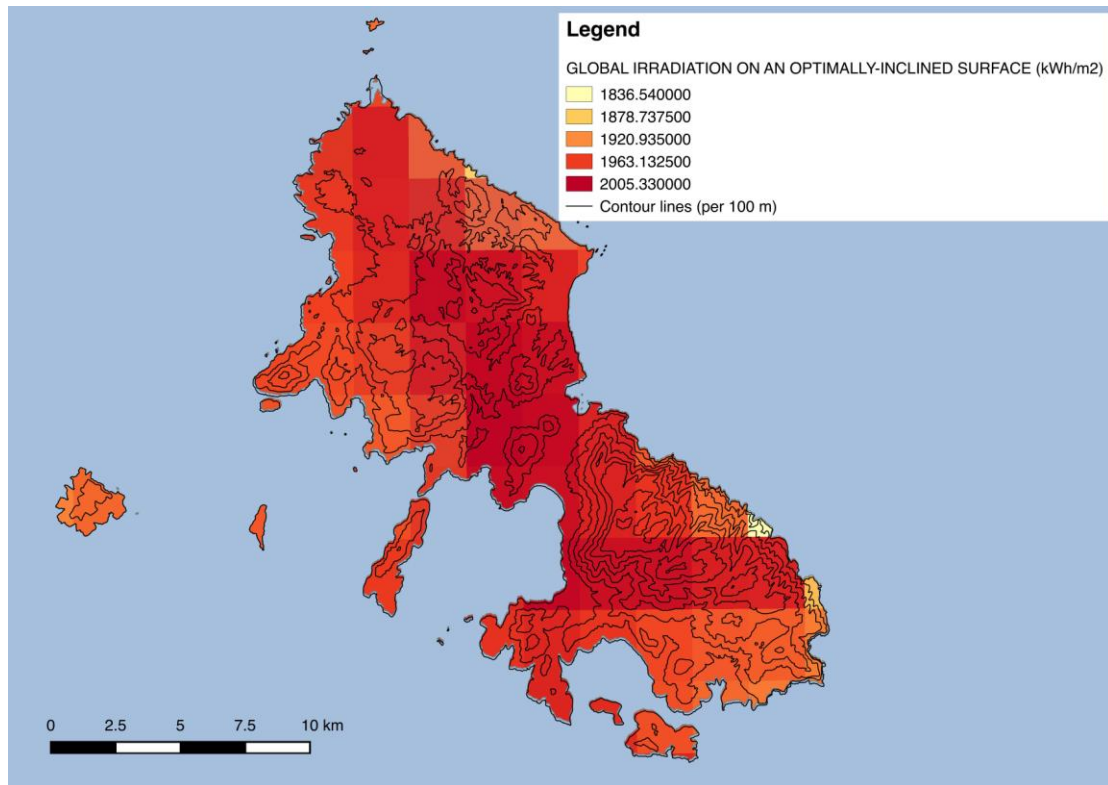 Legend
GLOBAL IRRADIATION ON AN OPTIMALLY-INCLINED SURFACE (kWh/m2)
1836.540000
1878.737500
1920.935000
1963.132500
2005.330000
Contour lines (per 100 m)
0 2.5 5 7.5 10 km